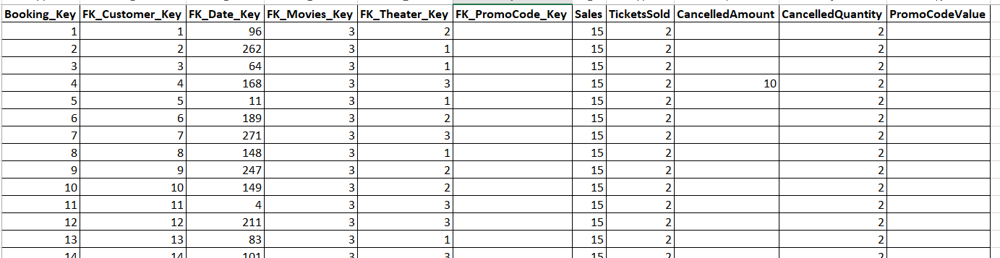 Booking_Key FK_Customer_Key FK_Date_Key FK_Movies_Key FK_Theater_Key FK_PromoCode_Key Sales TicketsSold CancelledAmount CancelledQuantity PromoCodeValue
1 1 96 3 2 15 2 2
2 2 262 3 1 15 2 2
3 3 64 3 1 15 2 2
4 4 168 3 3 15 2 10 2
5 5 11 3 1 15 2 2
6 6 189 3 2 15 2 2
7 7 271 3 3 15 2 2
8 8 148 3 1 15 2 2
9 9 247 3 2 15 2 2
10 10 149 3 2 15 2 2
11 11 4 3 3 15 2 2
12 12 211 3 3 15 2 2
13 13 83 3 1 15 2 2
14 14 101 3 3 15 2 2